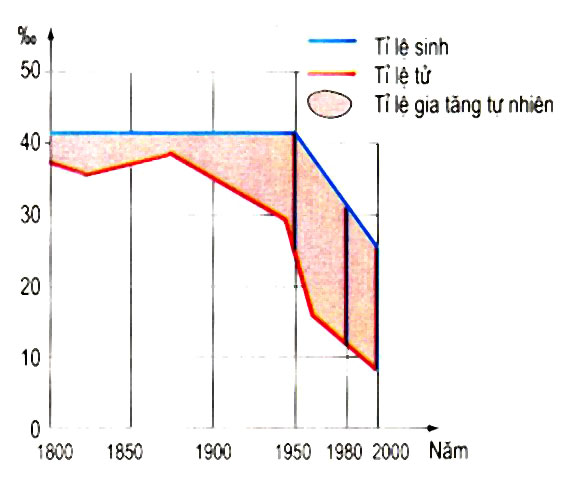 ‰
50
40
30
20
10
0
1800 1850 1900 1950 1980 2000 Năm
Tỉ lệ sinh
Tỉ lệ tử
Tỉ lệ gia tăng tự nhiên